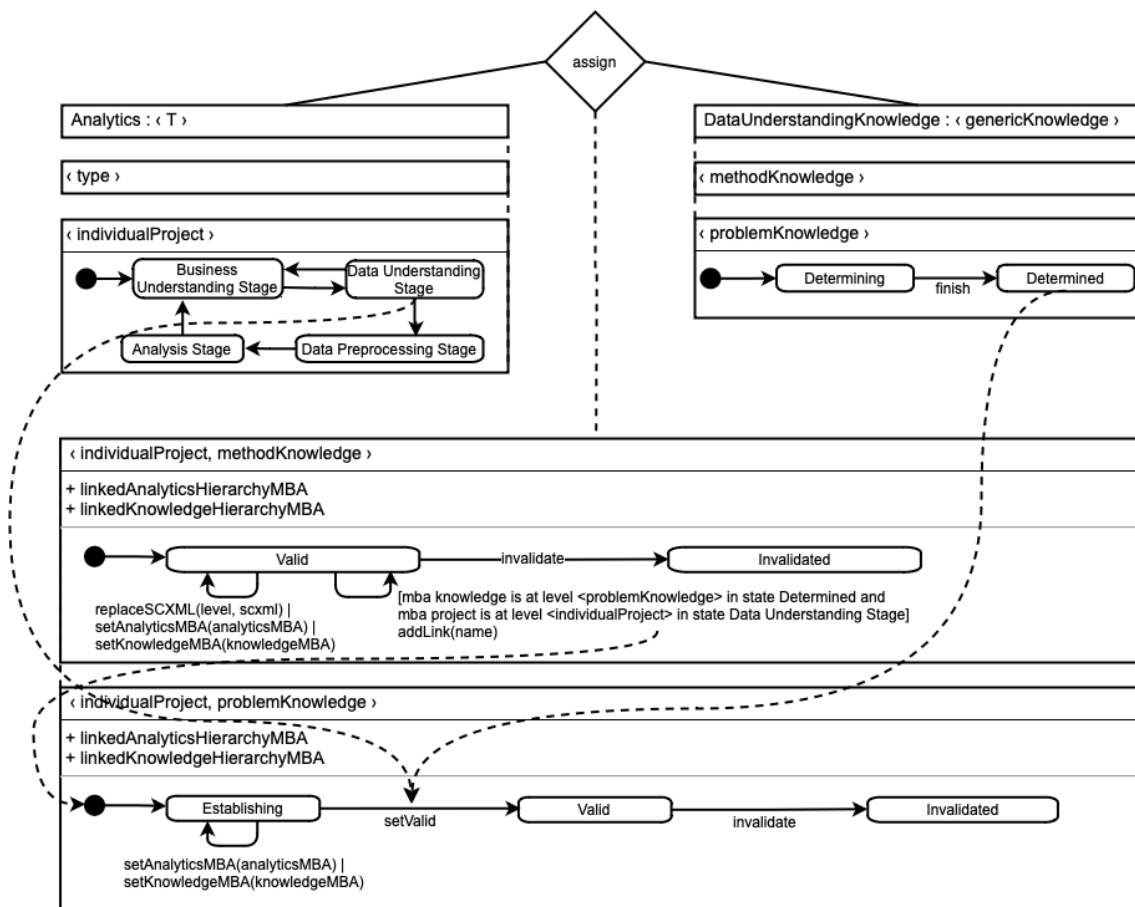 assign
Analytics : ‹ T ›
DataUnderstandingKnowledge : ‹ genericKnowledge ›
‹ type ›
‹ methodKnowledge ›
‹ individualProject ›
‹ problemKnowledge ›
Business
Understanding Stage
Data Understanding
Stage
Determining
finish
Determined
Analysis Stage
Data Preprocessing Stage
‹ individualProject, methodKnowledge ›
+ linkedAnalyticsHierarchyMBA
+ linkedKnowledgeHierarchyMBA
Valid
invalidate
Invalidated
replaceSCXML(level, scxml) |
setAnalyticsMBA(analyticsMBA) |
setKnowledgeMBA(knowledgeMBA)
[mba knowledge is at level <problemKnowledge> in state Determined and
mba project is at level <individualProject> in state Data Understanding Stage]
addLink(name)
‹ individualProject, problemKnowledge ›
+ linkedAnalyticsHierarchyMBA
+ linkedKnowledgeHierarchyMBA
Establishing
setValid
Valid
invalidate
Invalidated
setAnalyticsMBA(analyticsMBA) |
setKnowledgeMBA(knowledgeMBA)